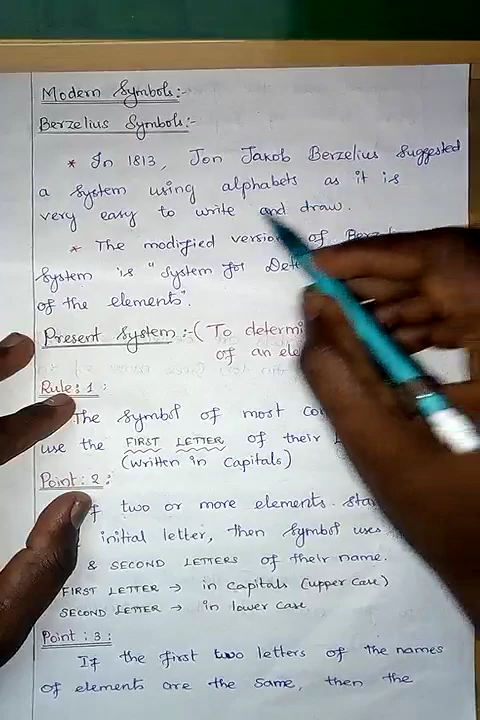 Modern Symbols:-
Berzelius Symbols:-
* In 1813, Jon Jakob Berzelius Suggested
a system using alphabets as it is
very easy to write and draw.
* The modified version of
System is "System for
of the elements".
Present System:- (To
of an
Rule: 1:
The symbol of most
use the FIRST LETTER of their
(written in Capitals)
Point: 2:
two or more elements
initial letter, then symbol uses
& SECOND LETTERS of their name.
FIRST LETTER → in capitals (upper case)
SECOND LETTER → in lower case
Point: 3:
If the first two letters of the names
of elements are the same, then the